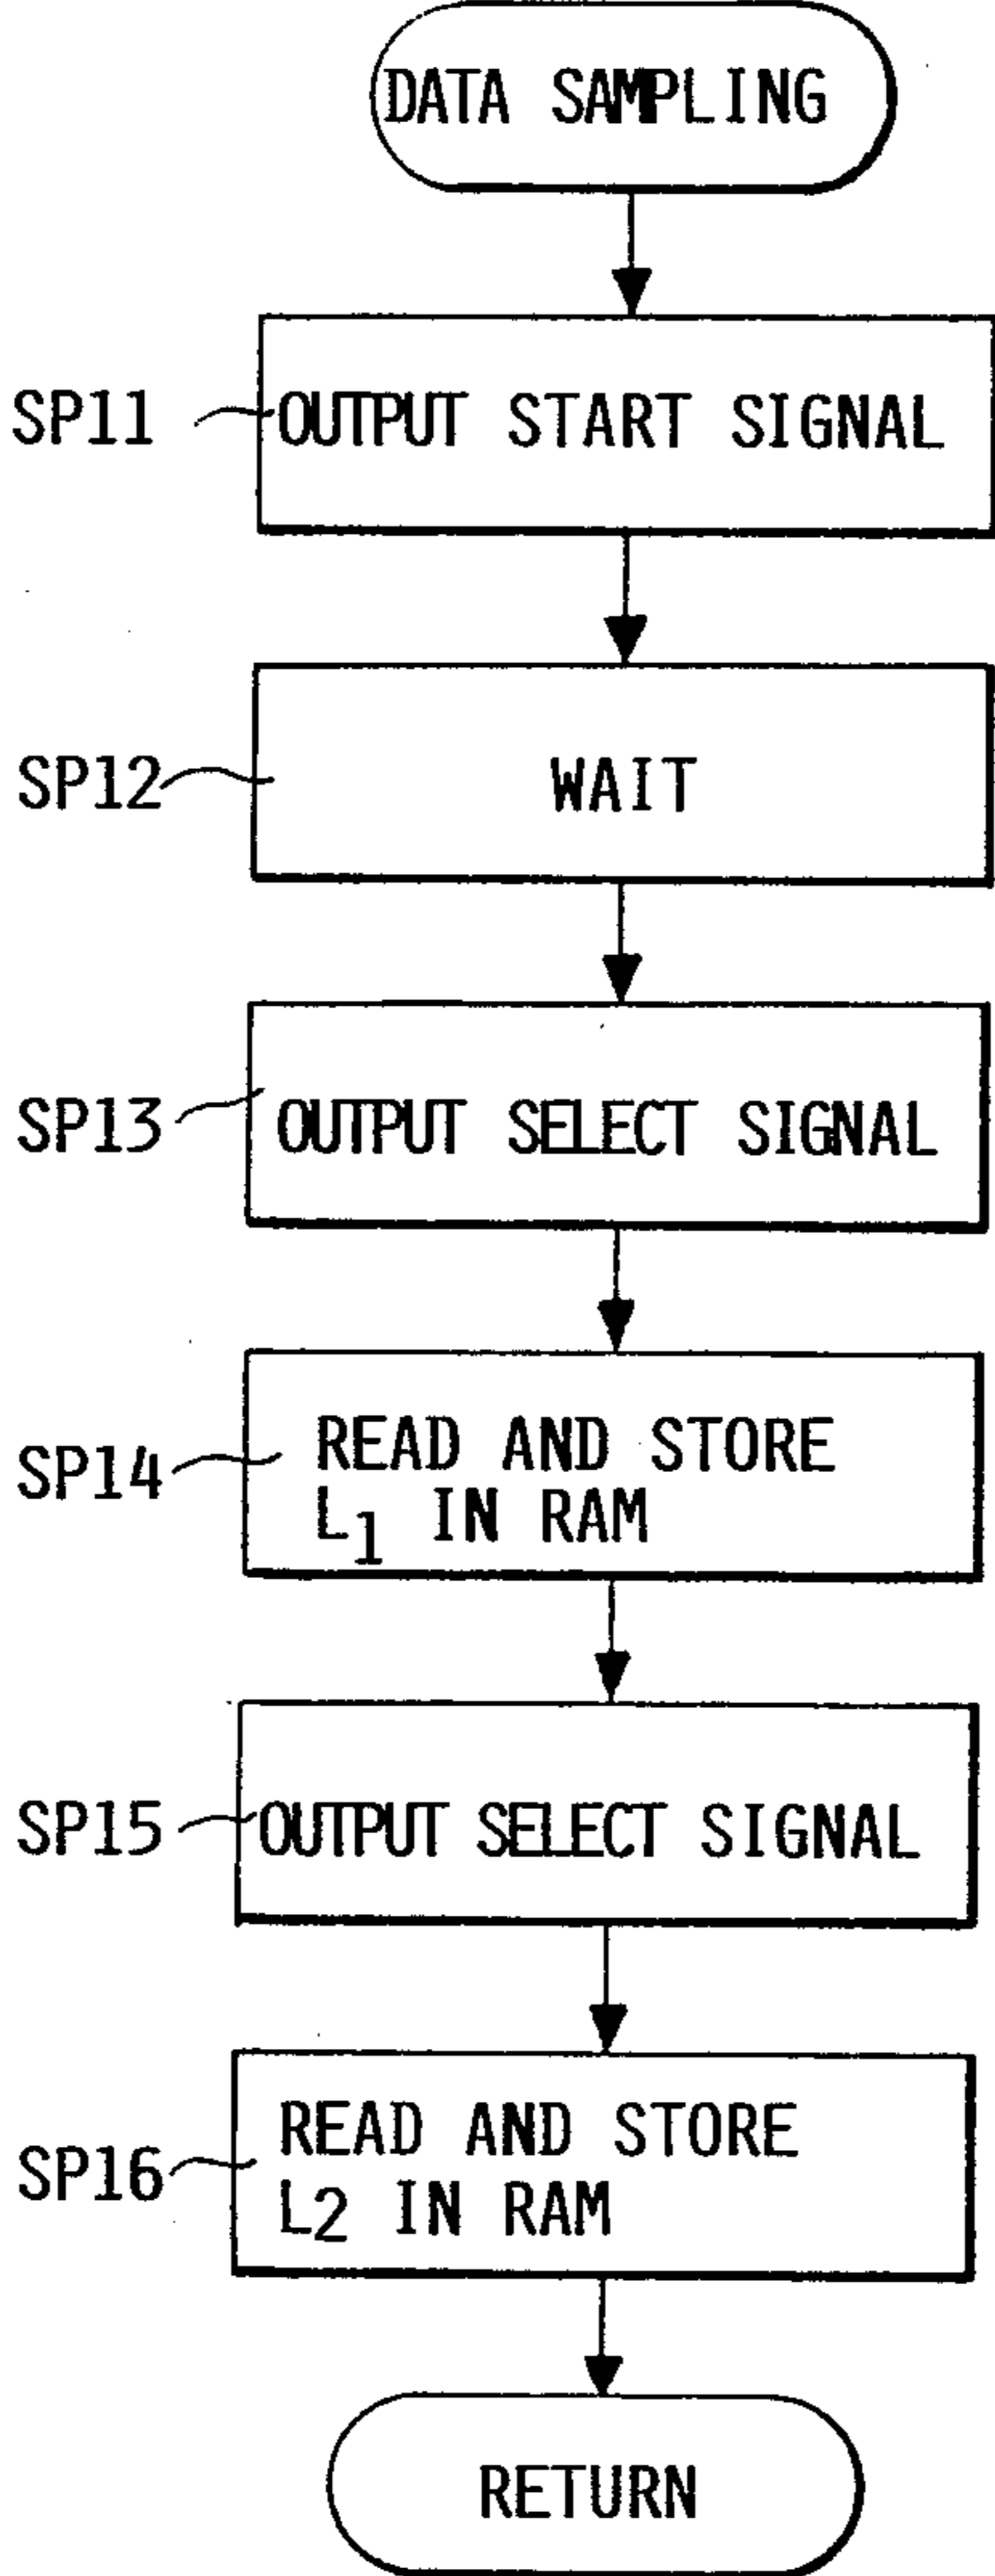 DATA SAMPLING
SP11 OUTPUT START SIGNAL
SP12 WAIT
SP13 OUTPUT SELECT SIGNAL
SP14 READ AND STORE
L1 IN RAM
SP15 OUTPUT SELECT SIGNAL
SP16 READ AND STORE
L2 IN RAM
RETURN